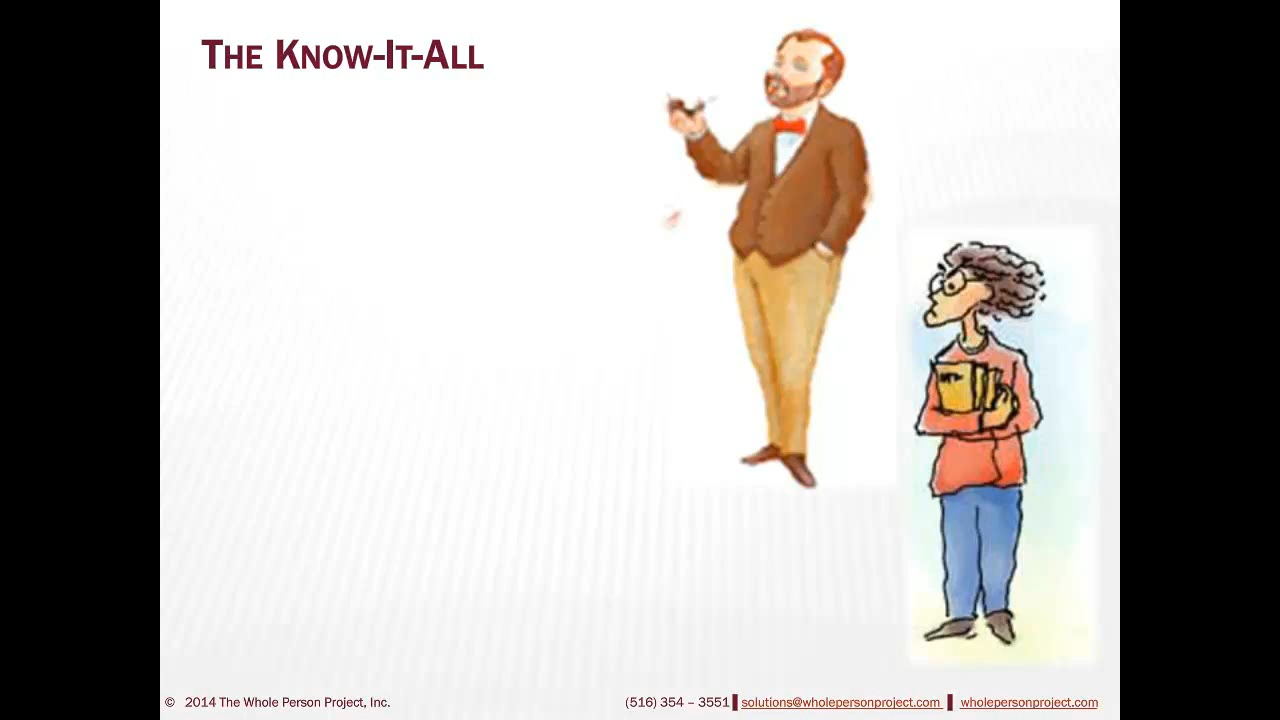 THE KNOW-IT-ALL
© 2014 The Whole Person Project, Inc.
(516) 354 – 3551 | solutions@wholepersonproject.com | wholepersonproject.com